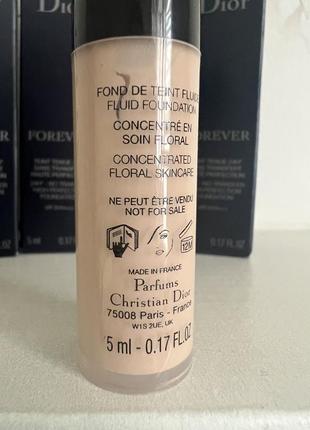 Dior
Dior
FOREVER
FOREVER
5 ml
0.17 FL.OZ
FOND DE TEINT FLUIDE
FLUID FOUNDATION
CONCENTRÉ EN
SOIN FLORAL
CONCENTRATED
FLORAL SKINCARE
NE PEUT ÊTRE VENDU
NOT FOR SALE
12M
MADE IN FRANCE
Parfums
Christian Dior
75008 Paris - France
W1S 2UE, UK
5 ml - 0.17 FL.OZ